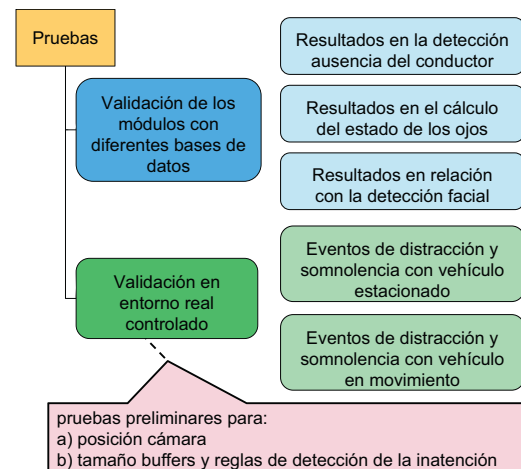 Pruebas
Validación de los
módulos con
diferentes bases de
datos
Resultados en la detección
ausencia del conductor
Resultados en el cálculo
del estado de los ojos
Resultados en relación
con la detección facial
Validación en
entorno real
controlado
Eventos de distracción y
somnolencia con vehículo
estacionado
Eventos de distracción y
somnolencia con vehículo
en movimiento
pruebas preliminares para:
a) posición cámara
b) tamaño buffers y reglas de detección de la inatención